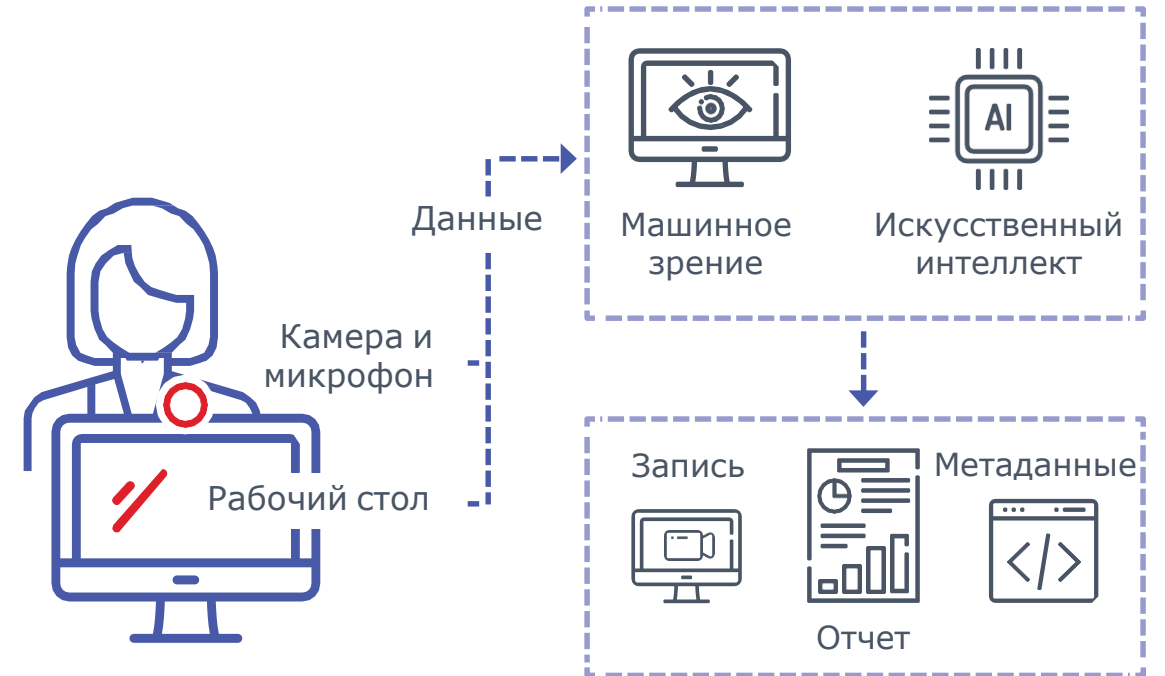 Данные
Камера и
микрофон
Рабочий стол
Машинное
зрение
AI
Искусственный
интеллект
Запись
Метаданные
</>
Отчет